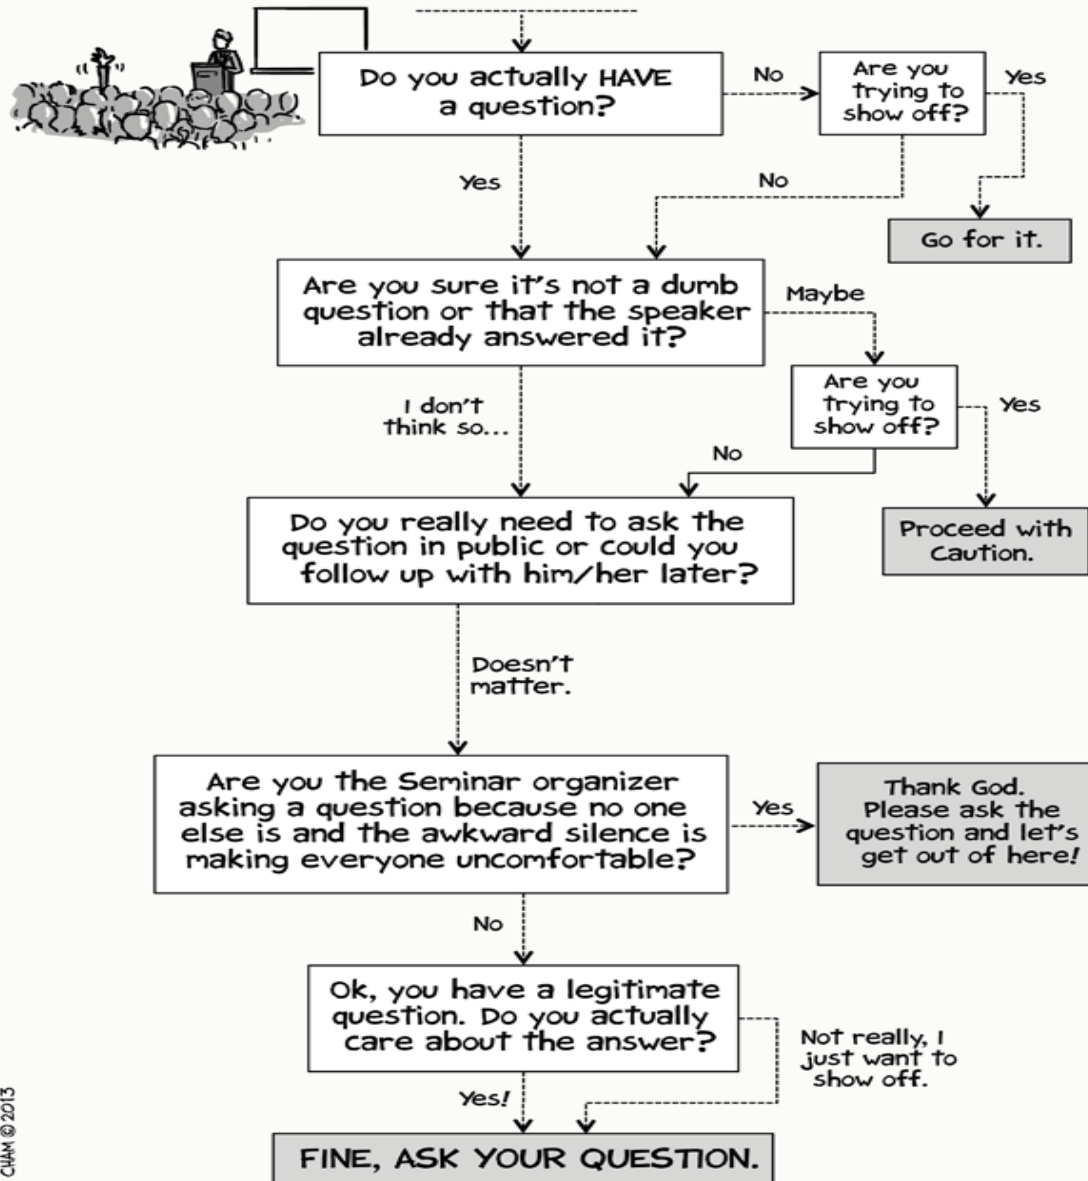 Do you actually HAVE
a question?
No
Are you
trying to
show off?
Yes
Yes
No
Go for it.
Are you sure it's not a dumb
question or that the speaker
already answered it?
Maybe
Are you
trying to
show off?
Yes
I don't
think so...
No
Do you really need to ask the
question in public or could you
follow up with him/her later?
Proceed with
Caution.
Doesn't
matter.
Are you the Seminar organizer
asking a question because no one
else is and the awkward silence is
making everyone uncomfortable?
Yes
Thank God.
Please ask the
question and let's
get out of here!
No
Ok, you have a legitimate
question. Do you actually
care about the answer?
Not really, I
just want to
show off.
Yes!
FINE, ASK YOUR QUESTION.
CHAM © 2013